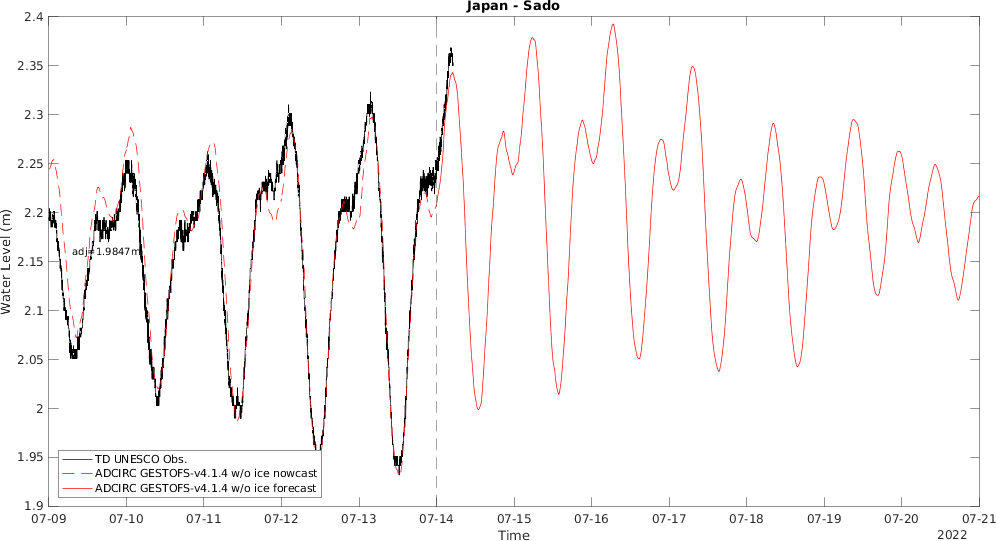 Japan - Sado
2.4
2.35
2.3
2.25
2.2
2.15
2.1
2.05
2
1.95
1.9
Water Level (m)
adj=1.9847m
TD UNESCO Obs.
ADCIRC GESTOFS-v4.1.4 w/o ice nowcast
ADCIRC GESTOFS-v4.1.4 w/o ice forecast
07-09 07-10 07-11 07-12 07-13 07-14 07-15 07-16 07-17 07-18 07-19 07-20 07-21
Time
2022